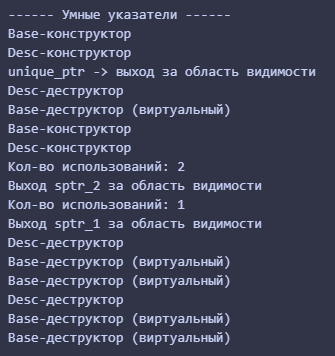 ------ Умные указатели ------
Base-конструктор
Desc-конструктор
unique_ptr -> выход за область видимости
Desc-деструктор
Base-деструктор (виртуальный)
Base-конструктор
Desc-конструктор
Кол-во использований: 2
Выход sptr_2 за область видимости
Кол-во использований: 1
Выход sptr_1 за область видимости
Desc-деструктор
Base-деструктор (виртуальный)
Base-деструктор (виртуальный)
Desc-деструктор
Base-деструктор (виртуальный)
Base-деструктор (виртуальный)